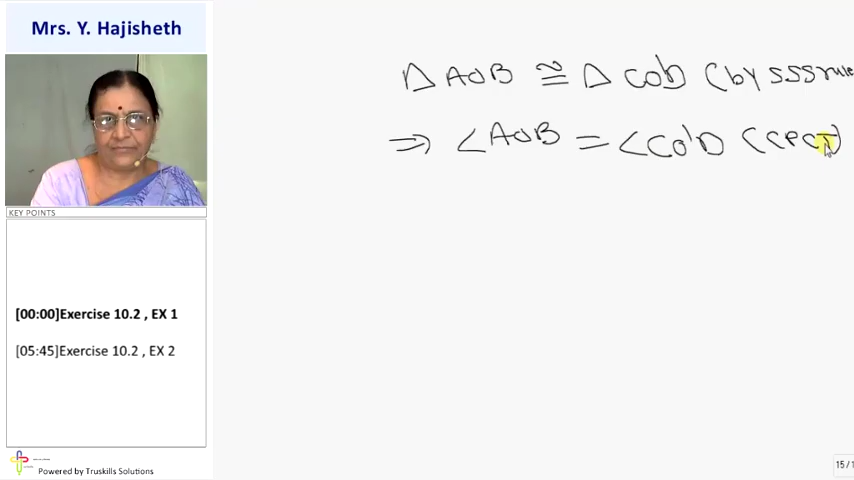 Mrs. Y. Hajisheth
△ AOB ≅ △ COD (by SSS rule
⇒ ∠AOB = ∠CO'D (CPCT)
KEY POINTS
[00:00]Exercise 10.2 , EX 1
[05:45]Exercise 10.2 , EX 2
Powered by Truskills Solutions
15/1